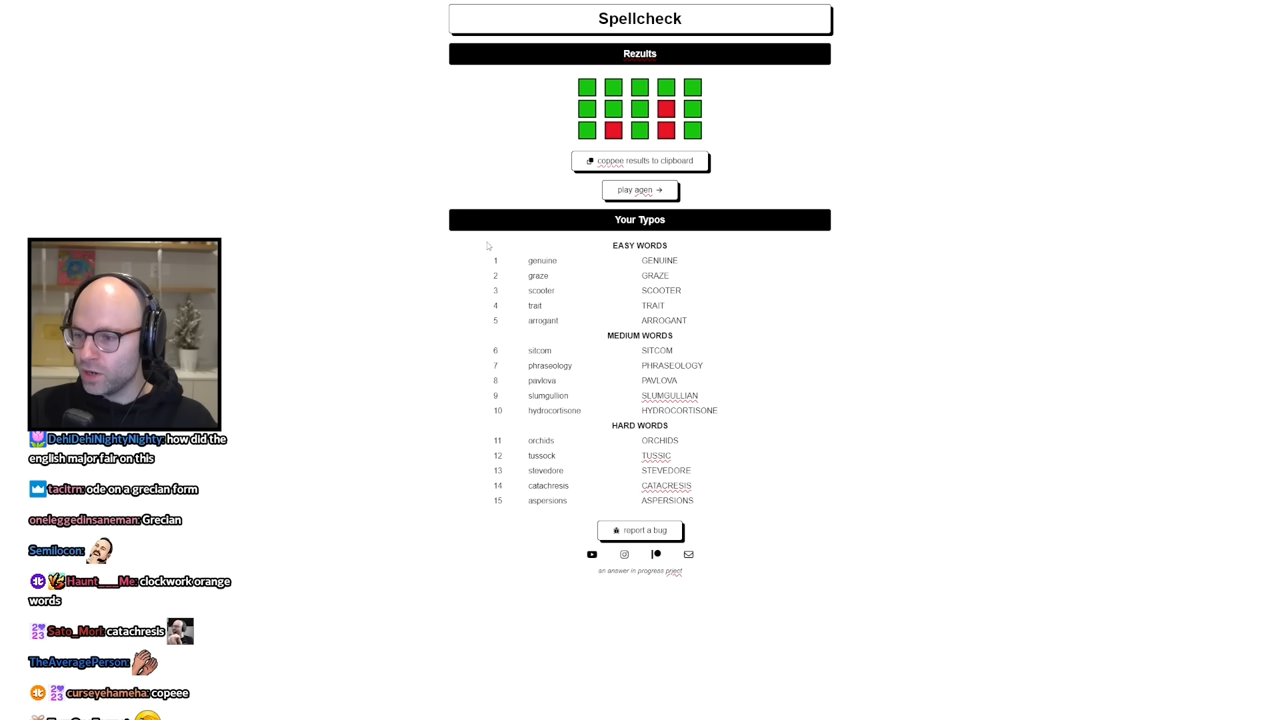 Spellcheck
Rezults
coppee results to clipboard
play agen →
Your Typos
EASY WORDS
1 genuine GENUINE
2 graze GRAZE
3 scooter SCOOTER
4 trait TRAIT
5 arrogant ARROGANT
MEDIUM WORDS
6 sitcom SITCOM
7 phraseology PHRASEOLOGY
8 pavlova PAVLOVA
9 slumgullion SLUMGULLIAN
10 hydrocortisone HYDROCORTISONE
HARD WORDS
11 orchids ORCHIDS
12 tussock TUSSIC
13 stevedore STEVEDORE
14 catachresis CATACRESIS
15 aspersions ASPERSIONS
report a bug
an answer in progress priect
DehiDehiNightyNighty: how did the
english major fair on this
tacitrn: ode on a grecian form
oneleggedinsaneman: Grecian
Semilocon:
Haunt___Me: clockwork orange
words
Sato_Mori: catachresis
TheAveragePerson:
curseyehameha: copeee